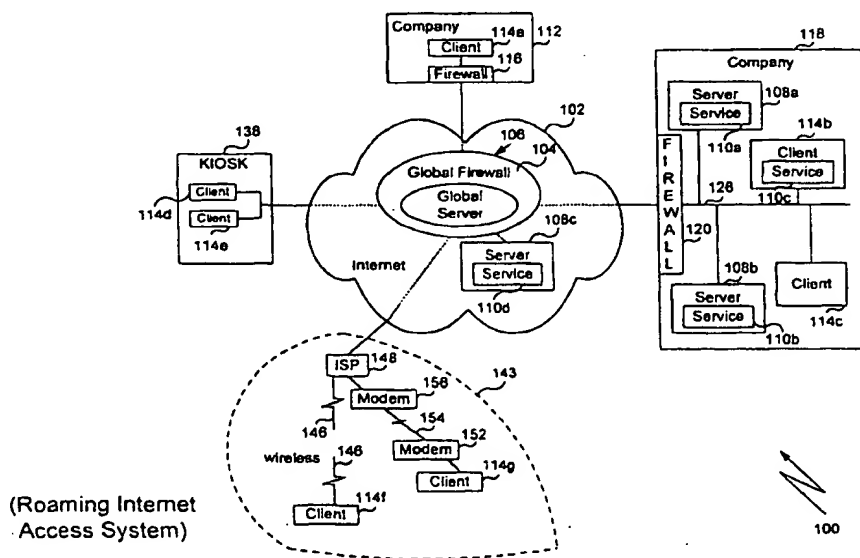 Company
Client
114a
112
Firewall
116
118
Company
Server
Service
108a
110a
114b
Client
Service
110c
126
FIREWALL
120
108b
Server
Service
110b
Client
114c
102
106
104
Global Firewall
Global
Server
108c
Server
Service
110d
Internet
138
KIOSK
Client
114d
Client
114e
ISP
148
143
Modem
156
154
146
Modem
152
wireless
146
Client
114g
Client
114f
(Roaming Internet
Access System)
100